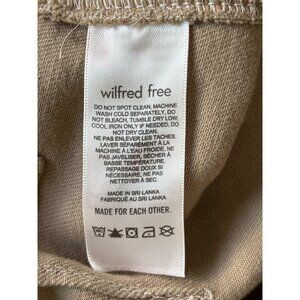 wilfred free
DO NOT SPOT CLEAN, MACHINE
WASH COLD SEPARATELY, DO
NOT BLEACH, TUMBLE DRY LOW,
COOL IRON ONLY IF NEEDED, DO
NOT DRY CLEAN.
NE PAS ENLEVER LES TACHES,
LAVER SÉPARÉMENT À LA
MACHINE À L'EAU FROIDE, NE
PAS JAVELISER, SÉCHER À
BASSE TEMPÉRATURE,
REPASSAGE DOUX SI
NÉCESSAIRE, NE PAS
NETTOYER À SEC.
MADE IN SRI LANKA
FABRIQUÉ AU SRI LANKA
MADE FOR EACH OTHER.